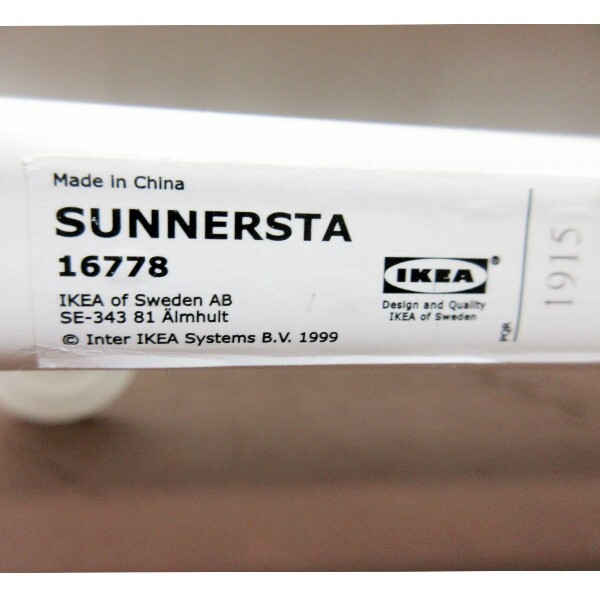 Made in China
SUNNERSTA
16778
IKEA of Sweden AB
SE-343 81 Älmhult
© Inter IKEA Systems B.V. 1999
IKEA®
Design and Quality
IKEA of Sweden
PQR
1915